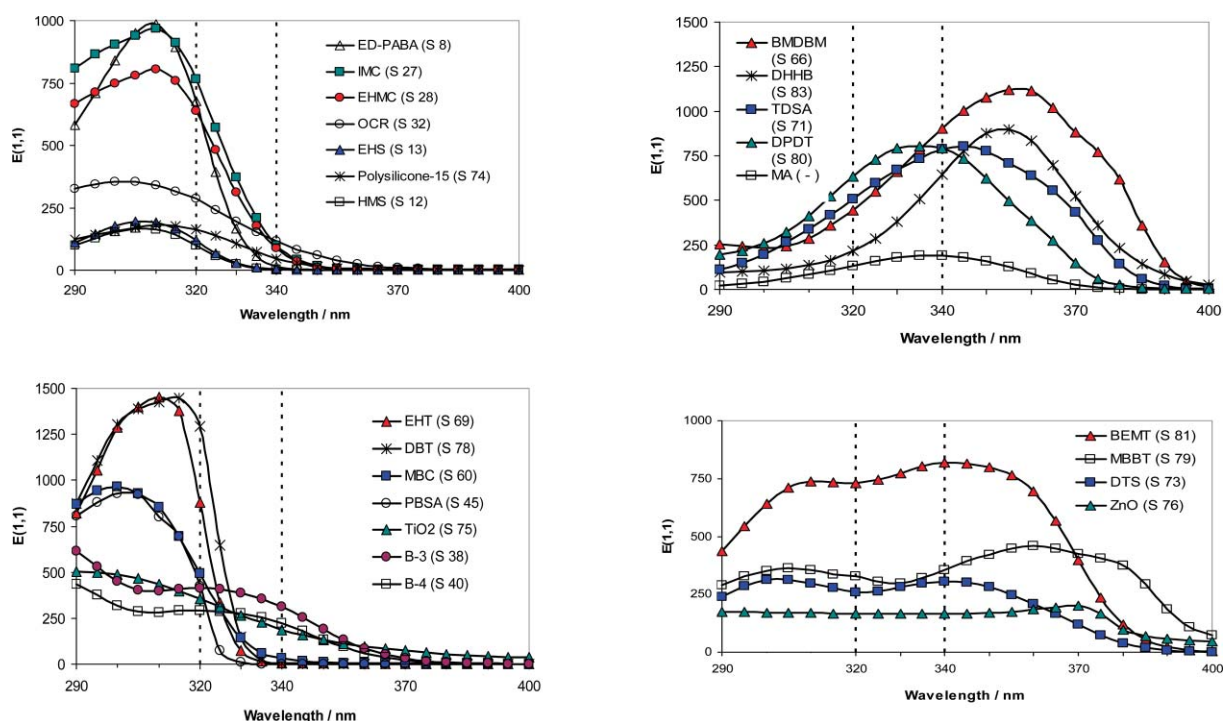 1000
750
500
250
0
E(1,1)
ED-PABA (S 8)
IMC (S 27)
EHMC (S 28)
OCR (S 32)
EHS (S 13)
Polysilicone-15 (S 74)
HMS (S 12)
290 320 340 370 400
Wavelength / nm
1500
1250
1000
750
500
250
0
E(1,1)
BMDBM
(S 66)
DHHB
(S 83)
TDSA
(S 71)
DPDT
(S 80)
MA ( - )
290 320 340 370 400
Wavelength / nm
1500
1250
1000
750
500
250
0
E(1,1)
EHT (S 69)
DBT (S 78)
MBC (S 60)
PBSA (S 45)
TiO2 (S 75)
B-3 (S 38)
B-4 (S 40)
290 320 340 370 400
Wavelength / nm
1000
750
500
250
0
E(1,1)
BEMT (S 81)
MBBT (S 79)
DTS (S 73)
ZnO (S 76)
290 320 340 370 400
Wavelength / nm